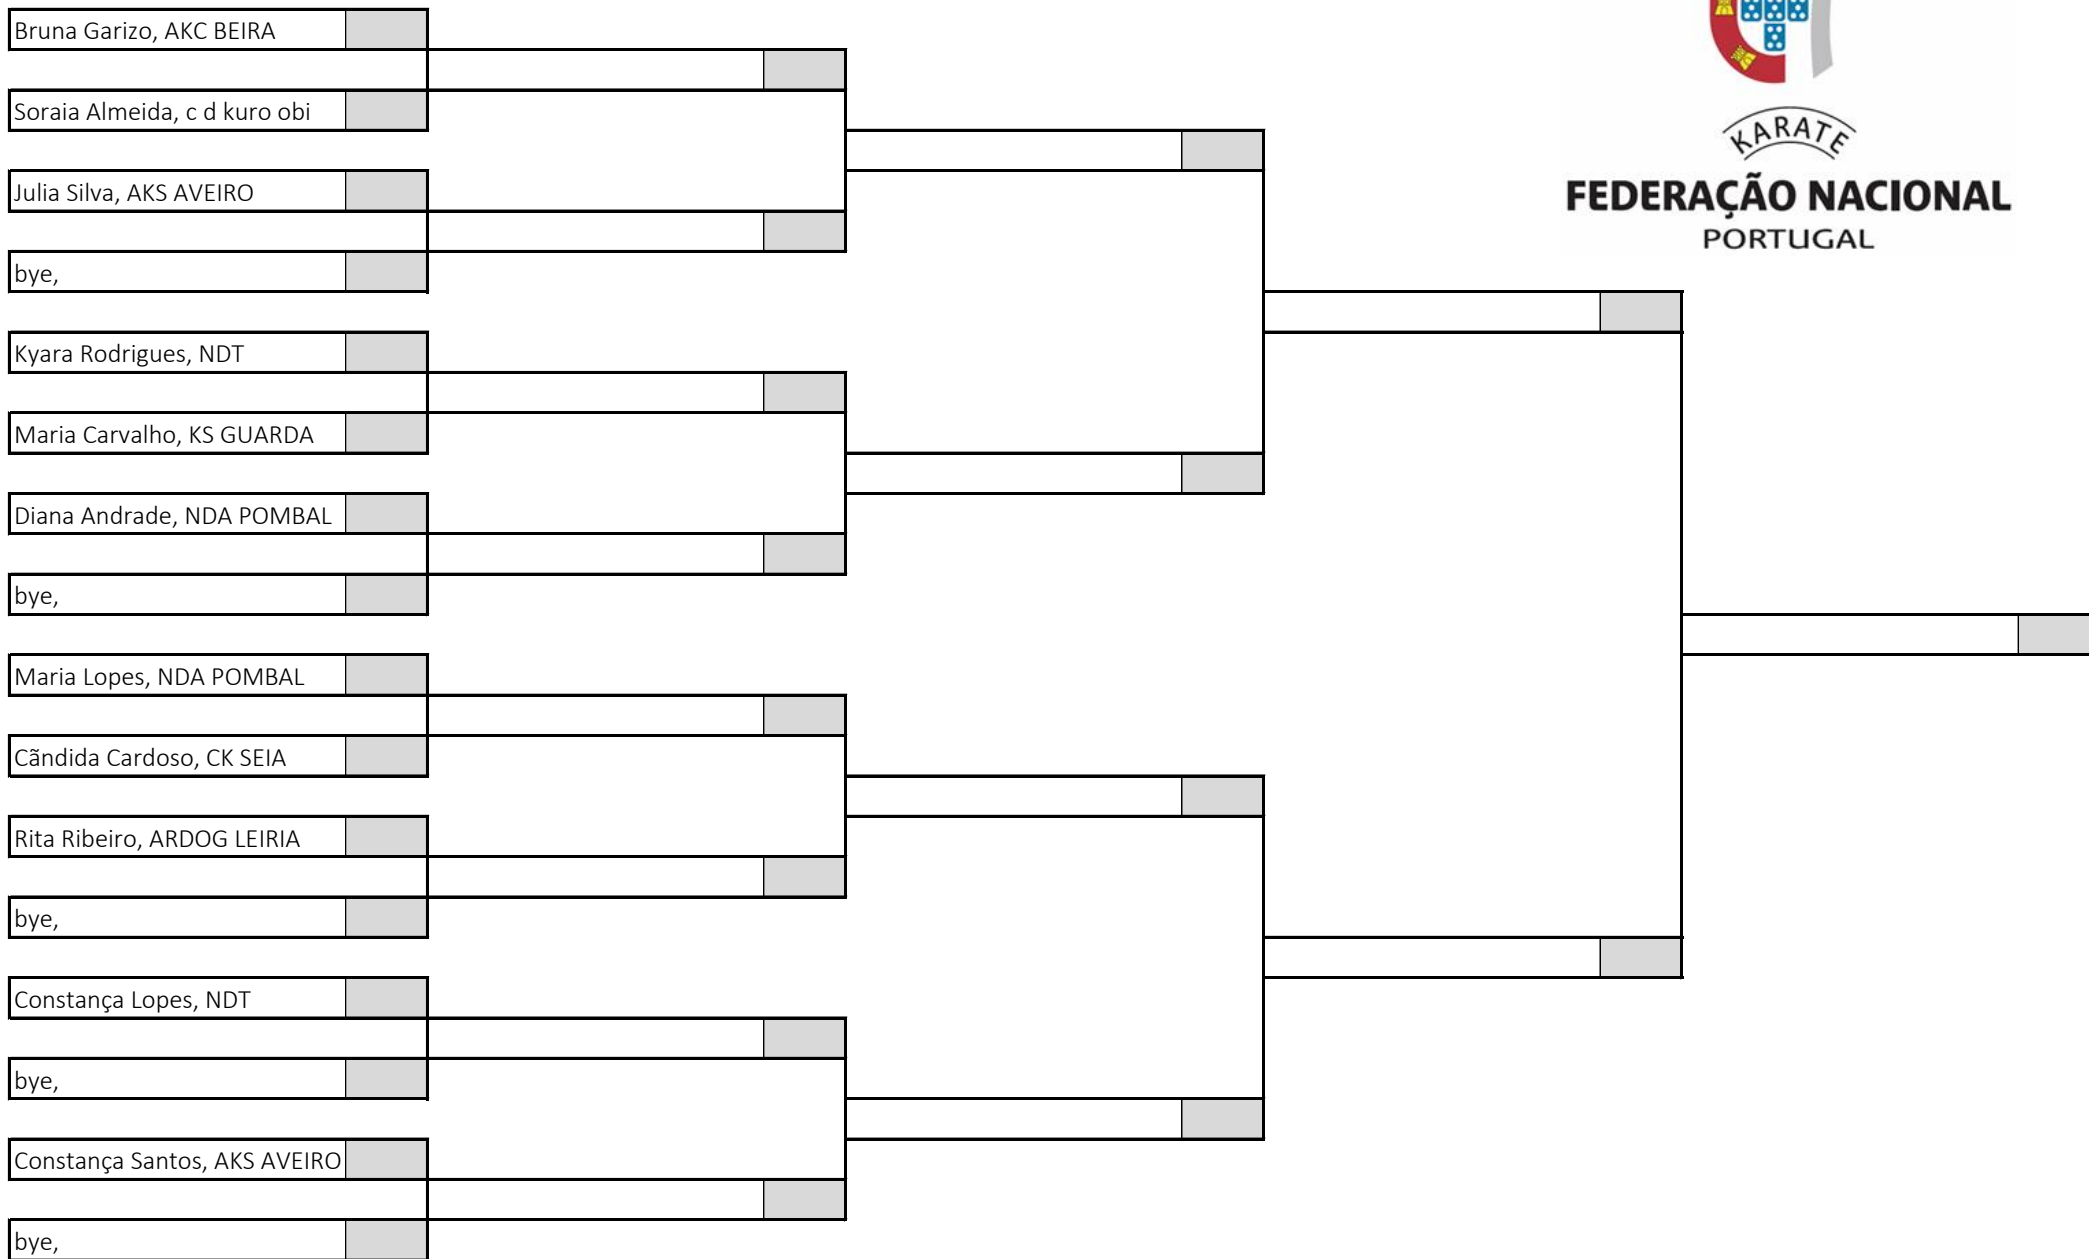 Bruna Garizo, AKC BEIRA
Soraia Almeida, c d kuro obi
Julia Silva, AKS AVEIRO
bye,
Kyara Rodrigues, NDT
Maria Carvalho, KS GUARDA
Diana Andrade, NDA POMBAL
bye,
Maria Lopes, NDA POMBAL
Cãndida Cardoso, CK SEIA
Rita Ribeiro, ARDOG LEIRIA
bye,
Constança Lopes, NDT
bye,
Constança Santos, AKS AVEIRO
bye,
KARATE
FEDERAÇÃO NACIONAL
PORTUGAL